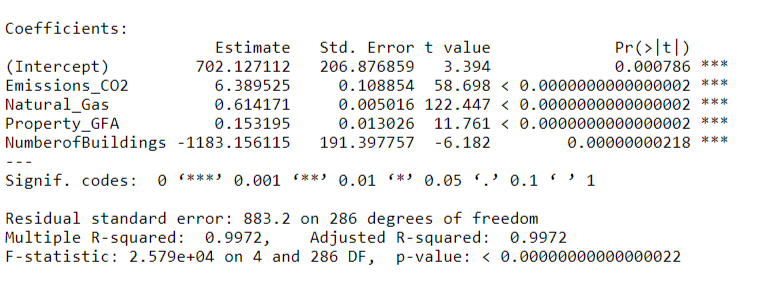 Coefficients:
Estimate Std. Error t value Pr(>|t|)
(Intercept) 702.127112 206.876859 3.394 0.000786 ***
Emissions_CO2 6.389525 0.108854 58.698 < 0.0000000000000002 ***
Natural_Gas 0.614171 0.005016 122.447 < 0.0000000000000002 ***
Property_GFA 0.153195 0.013026 11.761 < 0.0000000000000002 ***
NumberofBuildings -1183.156115 191.397757 -6.182 0.00000000218 ***
---
Signif. codes: 0 ‘***’ 0.001 ‘**’ 0.01 ‘*’ 0.05 ‘.’ 0.1 ‘ ’ 1
Residual standard error: 883.2 on 286 degrees of freedom
Multiple R-squared: 0.9972, Adjusted R-squared: 0.9972
F-statistic: 2.579e+04 on 4 and 286 DF, p-value: < 0.00000000000000022